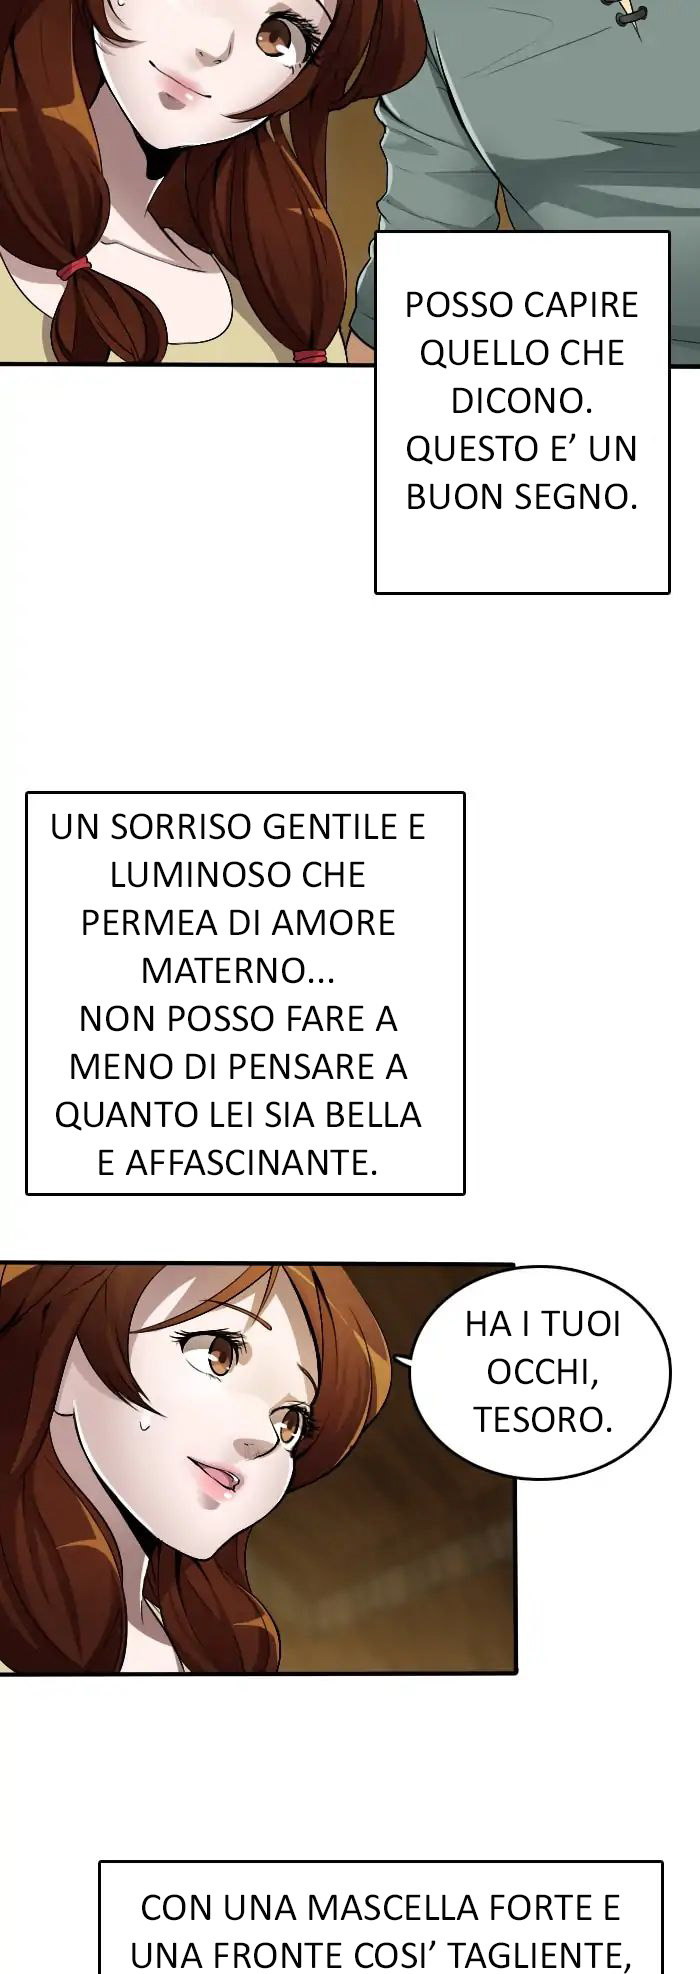 POSSO CAPIRE
QUELLO CHE
DICONO.
QUESTO E’ UN
BUON SEGNO.
UN SORRISO GENTILE E
LUMINOSO CHE
PERMEA DI AMORE
MATERNO...
NON POSSO FARE A
MENO DI PENSARE A
QUANTO LEI SIA BELLA
E AFFASCINANTE.
HA I TUOI
OCCHI,
TESORO.
CON UNA MASCELLA FORTE E
UNA FRONTE COSI’ TAGLIENTE,